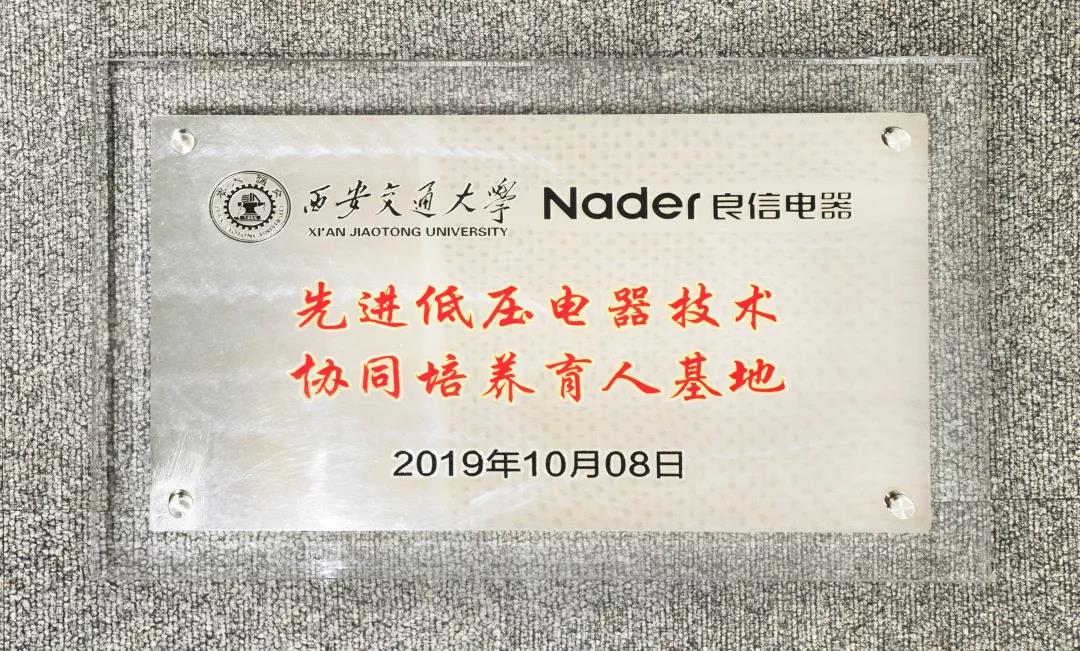 西安交通大学 Nader 良信电器
XI'AN JIAOTONG UNIVERSITY
先进低压电器技术
协同培养育人基地
2019年10月08日